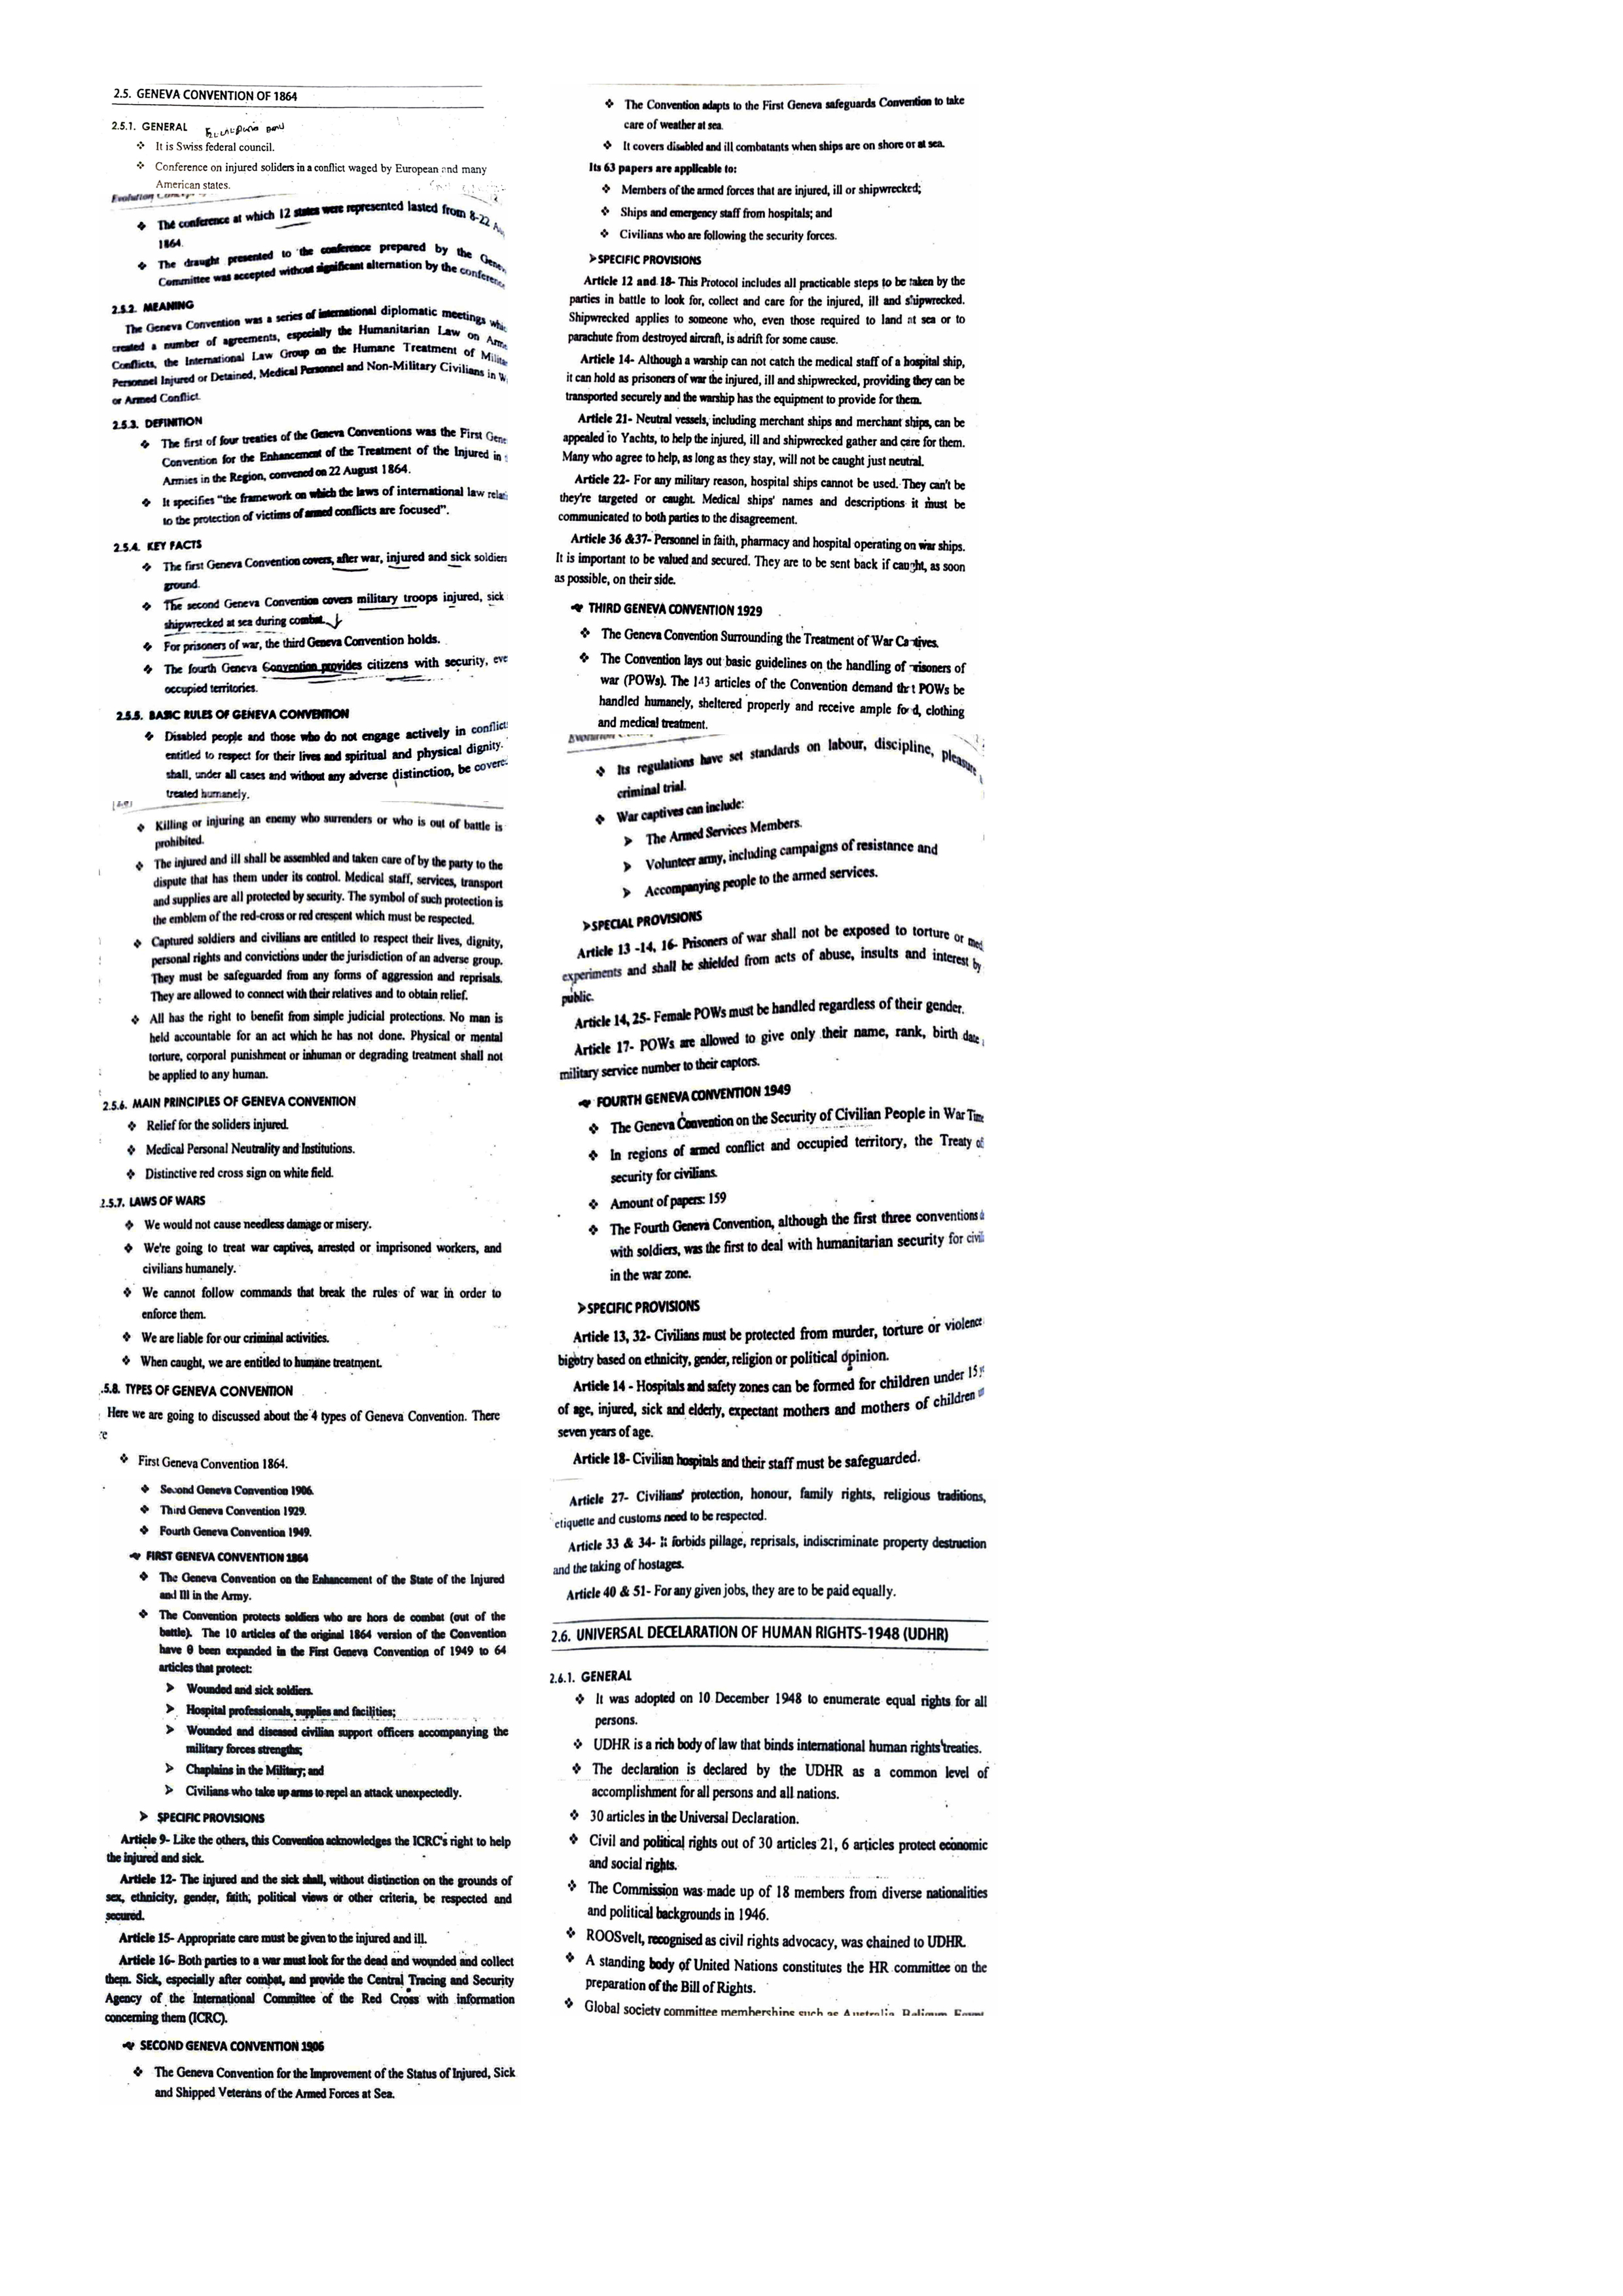 2.5. GENEVA CONVENTION OF 1864
2.5.1. GENERAL
❖ It is Swiss federal council.
❖ Conference on injured soliders in a conflict waged by European and many
American states.
Evolution
❖ The conference at which 12 states were represented lasted from 8-22
1864.
❖ The draught presented to the conference prepared by the
Committee was accepted without significant alternation by the
2.5.2. MEANING
The Geneva Convention was a series of international diplomatic meetings
created a number of agreements, especially the Humanitarian Law on
Conflicts, the International Law Group on the Humane Treatment of
Personnel Injured or Detained, Medical Personnel and Non-Military Civilians in
or Armed Conflict.
2.5.3. DEFINITION
❖ The first of four treaties of the Geneva Conventions was the First
Convention for the Enhancement of the Treatment of the Injured in
Armies in the Region, convened on 22 August 1864.
❖ It specifies "the framework on which the laws of international law
to the protection of victims of armed conflicts are focused".
2.5.4. KEY FACTS
❖ The first Geneva Convention covers, after war, injured and sick
ground.
❖ The second Geneva Convention covers military troops injured, sick
shipwrecked at sea during combat.
❖ For prisoners of war, the third Geneva Convention holds.
❖ The fourth Geneva Convention provides citizens with security,
occupied territories.
2.5.5. BASIC RULES OF GENEVA CONVENTION
❖ Disabled people and those who do not engage actively in
entitled to respect for their lives and spiritual and physical dignity.
shall, under all cases and without any adverse distinction, be
treated humanely.
❖ Killing or injuring an enemy who surrenders or who is out of battle is
prohibited.
❖ The injured and ill shall be assembled and taken care of by the party to the
dispute that has them under its control. Medical staff, services, transport
and supplies are all protected by security. The symbol of such protection is
the emblem of the red-cross or red crescent which must be respected.
❖ Captured soldiers and civilians are entitled to respect their lives, dignity,
personal rights and convictions under the jurisdiction of an adverse group.
They must be safeguarded from any forms of aggression and reprisals.
They are allowed to connect with their relatives and to obtain relief.
❖ All has the right to benefit from simple judicial protections. No man is
held accountable for an act which he has not done. Physical or mental
torture, corporal punishment or inhuman or degrading treatment shall not
be applied to any human.
2.5.6. MAIN PRINCIPLES OF GENEVA CONVENTION
❖ Relief for the soliders injured.
❖ Medical Personal Neutrality and Institutions.
❖ Distinctive red cross sign on white field.
2.5.7. LAWS OF WARS
❖ We would not cause needless damage or misery.
❖ We're going to treat war captives, arrested or imprisoned workers, and
civilians humanely.
❖ We cannot follow commands that break the rules of war in order to
enforce them.
❖ We are liable for our criminal activities.
❖ When caught, we are entitled to humane treatment.
.5.8. TYPES OF GENEVA CONVENTION
Here we are going to discussed about the 4 types of Geneva Convention. There
re
❖ First Geneva Convention 1864.
❖ Second Geneva Convention 1906.
❖ Third Geneva Convention 1929.
❖ Fourth Geneva Convention 1949.
FIRST GENEVA CONVENTION 1864
❖ The Geneva Convention on the Enhancement of the State of the Injured
and Ill in the Army.
❖ The Convention protects soldiers who are hors de combat (out of the
battle). The 10 articles of the original 1864 version of the Convention
have been expanded in the First Geneva Convention of 1949 to 64
articles that protect:
➤ Wounded and sick soldiers.
➤ Hospital professionals, supplies and facilities;
➤ Wounded and diseased civilian support officers accompanying the
military forces strengths;
➤ Chaplains in the Military; and
➤ Civilians who take up arms to repel an attack unexpectedly.
➤ SPECIFIC PROVISIONS
Article 9- Like the others, this Convention acknowledges the ICRC's right to help
the injured and sick.
Article 12- The injured and the sick shall, without distinction on the grounds of
sex, ethnicity, gender, faith, political views or other criteria, be respected and
secured.
Article 15- Appropriate care must be given to the injured and ill.
Article 16- Both parties to a war must look for the dead and wounded and collect
them. Sick, especially after combat, and provide the Central Tracing and Security
Agency of the International Committee of the Red Cross with information
concerning them (ICRC).
SECOND GENEVA CONVENTION 1906
❖ The Geneva Convention for the Improvement of the Status of Injured, Sick
and Shipped Veterans of the Armed Forces at Sea.
❖ The Convention adapts to the First Geneva safeguards Convention to take
care of weather at sea.
❖ It covers disabled and ill combatants when ships are on shore or at sea.
Its 63 papers are applicable to:
❖ Members of the armed forces that are injured, ill or shipwrecked;
❖ Ships and emergency staff from hospitals; and
❖ Civilians who are following the security forces.
➤SPECIFIC PROVISIONS
Article 12 and 18- This Protocol includes all practicable steps to be taken by the
parties in battle to look for, collect and care for the injured, ill and shipwrecked.
Shipwrecked applies to someone who, even those required to land at sea or to
parachute from destroyed aircraft, is adrift for some cause.
Article 14- Although a warship can not catch the medical staff of a hospital ship,
it can hold as prisoners of war the injured, ill and shipwrecked, providing they can be
transported securely and the warship has the equipment to provide for them.
Article 21- Neutral vessels, including merchant ships and merchant ships, can be
appealed to Yachts, to help the injured, ill and shipwrecked gather and care for them.
Many who agree to help, as long as they stay, will not be caught just neutral.
Article 22- For any military reason, hospital ships cannot be used. They can't be
they're targeted or caught. Medical ships' names and descriptions it must be
communicated to both parties to the disagreement.
Article 36 &37- Personnel in faith, pharmacy and hospital operating on war ships.
It is important to be valued and secured. They are to be sent back if caught, as soon
as possible, on their side.
THIRD GENEVA CONVENTION 1929
❖ The Geneva Convention Surrounding the Treatment of War Captives.
❖ The Convention lays out basic guidelines on the handling of prisoners of
war (POWs). The 143 articles of the Convention demand that POWs be
handled humanely, sheltered properly and receive ample food, clothing
and medical treatment.
❖ Its regulations have set standards on labour, discipline, pleasure
criminal trial.
❖ War captives can include:
➤ The Armed Services Members.
➤ Volunteer army, including campaigns of resistance and
➤ Accompanying people to the armed services.
➤SPECIAL PROVISIONS
Article 13 -14, 16- Prisoners of war shall not be exposed to torture or
experiments and shall be shielded from acts of abuse, insults and interest by
public.
Article 14, 25- Female POWs must be handled regardless of their gender.
Article 17- POWs are allowed to give only their name, rank, birth date
military service number to their captors.
FOURTH GENEVA CONVENTION 1949
❖ The Geneva Convention on the Security of Civilian People in War Time
❖ In regions of armed conflict and occupied territory, the Treaty
security for civilians.
❖ Amount of papers: 159
❖ The Fourth Geneva Convention, although the first three conventions
with soldiers, was the first to deal with humanitarian security for
in the war zone.
➤SPECIFIC PROVISIONS
Article 13, 32- Civilians must be protected from murder, torture or violence
bigotry based on ethnicity, gender, religion or political opinion.
Article 14 - Hospitals and safety zones can be formed for children under 15
of age, injured, sick and elderly, expectant mothers and mothers of children
seven years of age.
Article 18- Civilian hospitals and their staff must be safeguarded.
Article 27- Civilians' protection, honour, family rights, religious traditions,
etiquette and customs need to be respected.
Article 33 & 34- It forbids pillage, reprisals, indiscriminate property destruction
and the taking of hostages.
Article 40 & 51- For any given jobs, they are to be paid equally.
2.6. UNIVERSAL DECELARATION OF HUMAN RIGHTS-1948 (UDHR)
2.6.1. GENERAL
❖ It was adopted on 10 December 1948 to enumerate equal rights for all
persons.
❖ UDHR is a rich body of law that binds international human rights treaties.
❖ The declaration is declared by the UDHR as a common level of
accomplishment for all persons and all nations.
❖ 30 articles in the Universal Declaration.
❖ Civil and political rights out of 30 articles 21, 6 articles protect economic
and social rights.
❖ The Commission was made up of 18 members from diverse nationalities
and political backgrounds in 1946.
❖ ROOSvelt, recognised as civil rights advocacy, was chained to UDHR.
❖ A standing body of United Nations constitutes the HR committee on the
preparation of the Bill of Rights.
❖ Global society committee memberships such as Australia, Belgium, Egypt